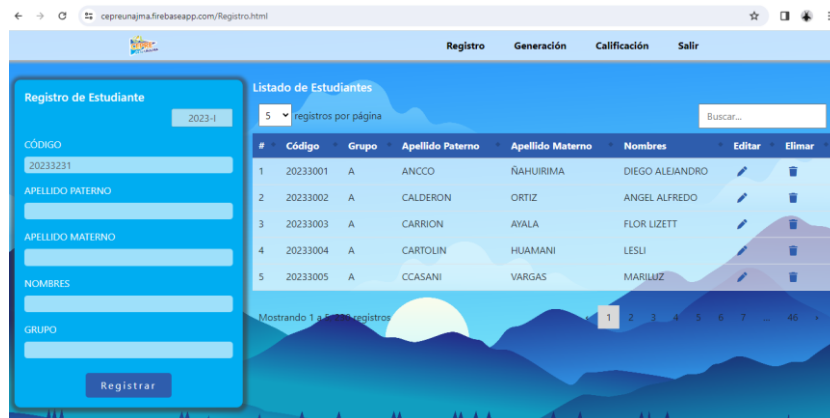 cepreunajma.firebaseapp.com/Registro.html
Registro Generación Calificación Salir
Registro de Estudiante
2023-I
CÓDIGO
20233231
APELLIDO PATERNO
APELLIDO MATERNO
NOMBRES
GRUPO
Registrar
Listado de Estudiantes
5 registros por página
Buscar...
# Código Grupo Apellido Paterno Apellido Materno Nombres Editar Elimar
1 20233001 A ANCCO ÑAHUIRIMA DIEGO ALEJANDRO
2 20233002 A CALDERON ORTIZ ANGEL ALFREDO
3 20233003 A CARRION AYALA FLOR LIZETT
4 20233004 A CARTOLIN HUAMANI LESLI
5 20233005 A CCASANI VARGAS MARILUZ
Mostrando 1 a registros
‹ 1 2 3 4 5 6 7 ... 46 ›